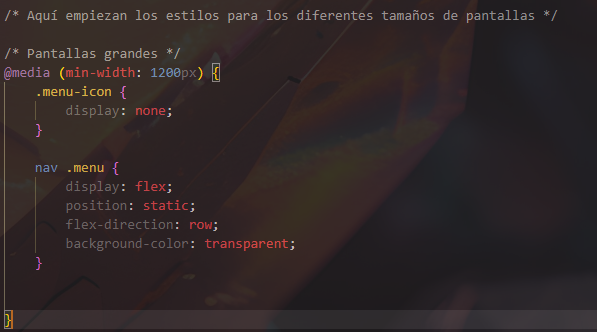 /* Aquí empiezan los estilos para los diferentes tamaños de pantallas */
/* Pantallas grandes */
@media (min-width: 1200px) {
.menu-icon {
display: none;
}
nav .menu {
display: flex;
position: static;
flex-direction: row;
background-color: transparent;
}
}